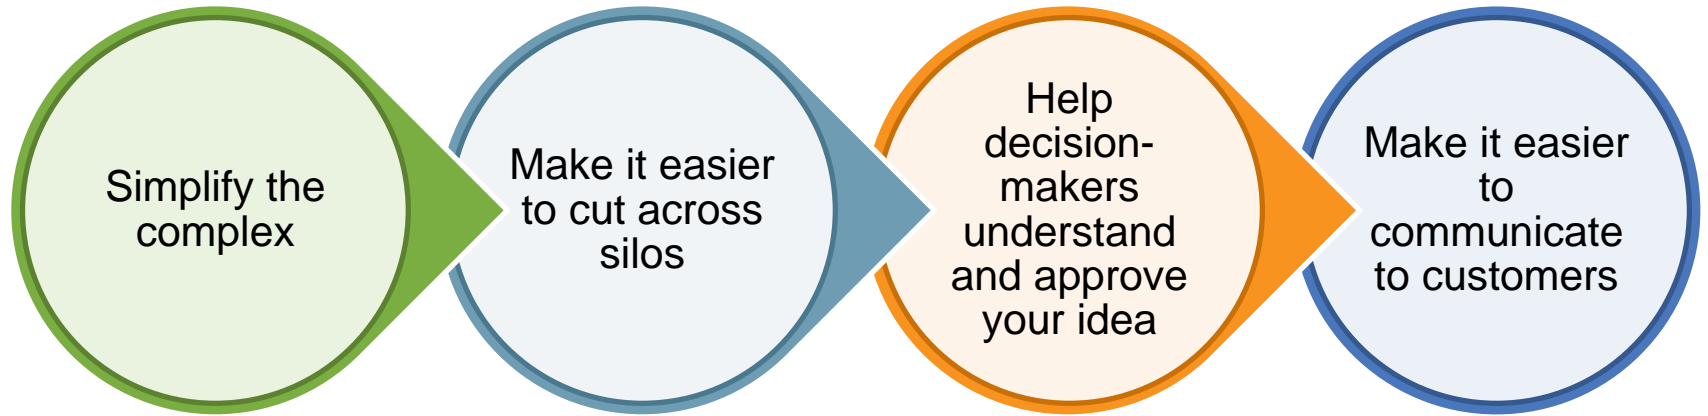 Simplify the
complex
Make it easier
to cut across
silos
Help
decision-
makers
understand
and approve
your idea
Make it easier
to
communicate
to customers